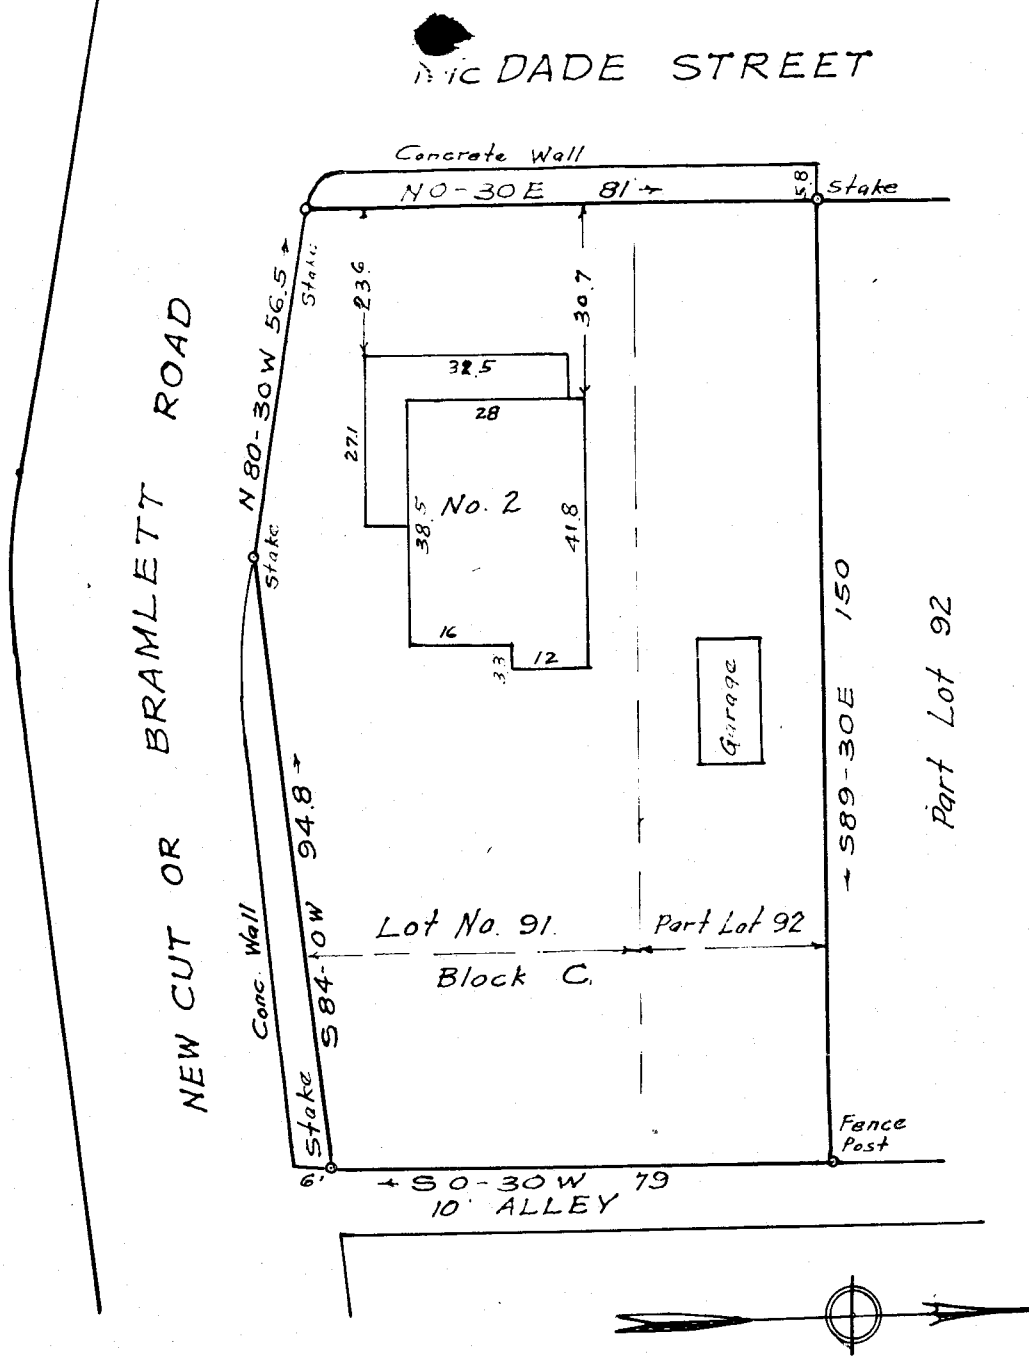 Mc DADE STREET
Concrete Wall
N 0-30 E 81
5.8
Stake
Stake
N 80-30 W 56.5
23.6
30.7
32.5
28
27.1
38.5
No. 2
41.8
16
3.3
12
Stake
NEW CUT OR BRAMLETT ROAD
Garage
S 89-30 E 150
Part Lot 92
S 84-0 W 94.8
Conc. Wall
Lot No. 91.
Part Lot 92
Block C.
Stake
Fence
Post
6'
S 0-30 W 79
10' ALLEY